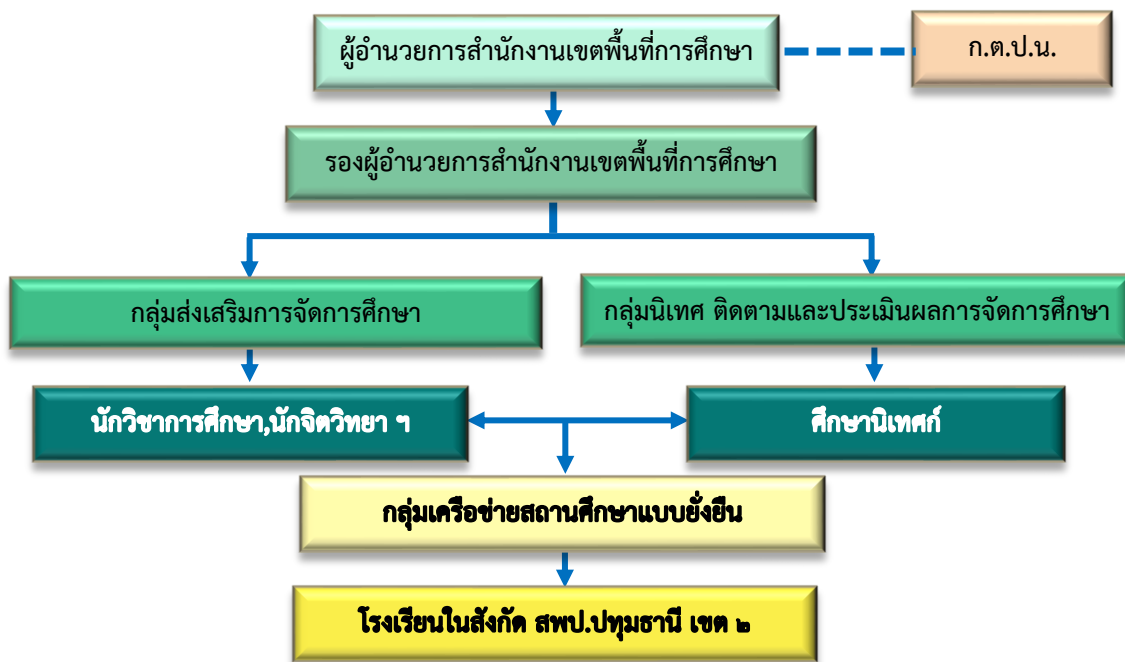 ผู้อำนวยการสำนักงานเขตพื้นที่การศึกษา
ก.ต.ป.น.
รองผู้อำนวยการสำนักงานเขตพื้นที่การศึกษา
กลุ่มส่งเสริมการจัดการศึกษา
กลุ่มนิเทศ ติดตามและประเมินผลการจัดการศึกษา
นักวิชาการศึกษา,นักจิตวิทยา ฯ
ศึกษานิเทศก์
กลุ่มเครือข่ายสถานศึกษาแบบยั่งยืน
โรงเรียนในสังกัด สพป.ปทุมธานี เขต ๒